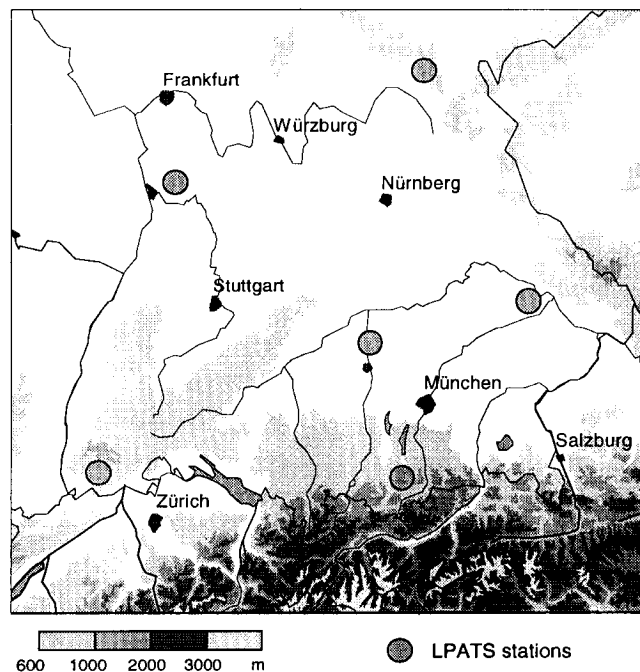 Frankfurt
Würzburg
Nürnberg
Stuttgart
München
Salzburg
Zürich
600 1000 2000 3000 m
LPATS stations